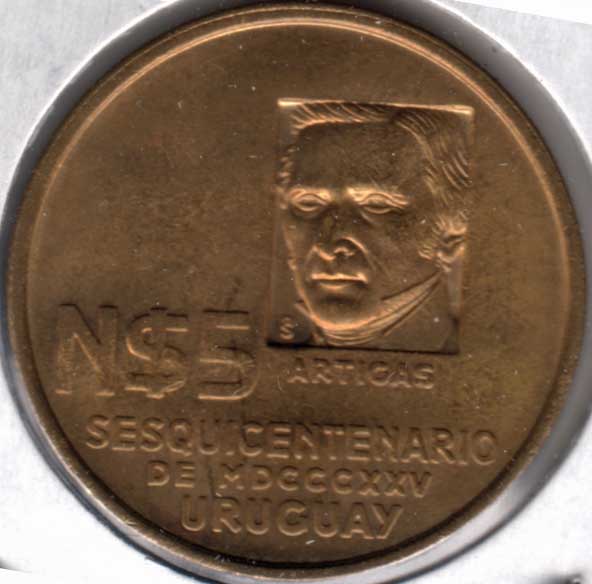 N$5
S
ARTIGAS
SESQUICENTENARIO
DE MDCCCXXV
URUGUAY